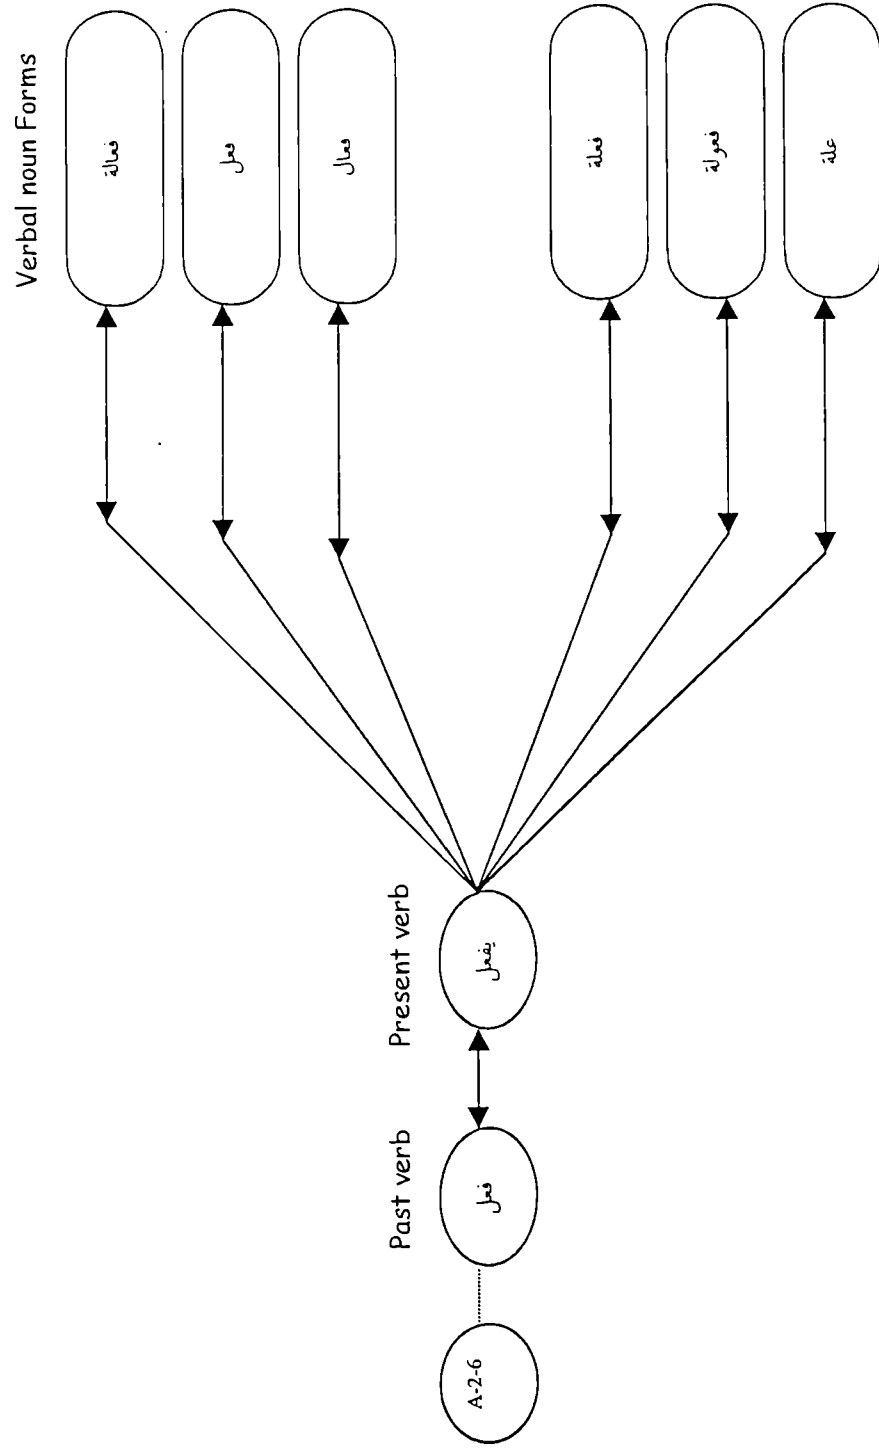 Verbal noun Forms
فعالة
فعل
فعال
فعلة
فعولة
علة
Present verb
يفعل
Past verb
فعل
A-2-6